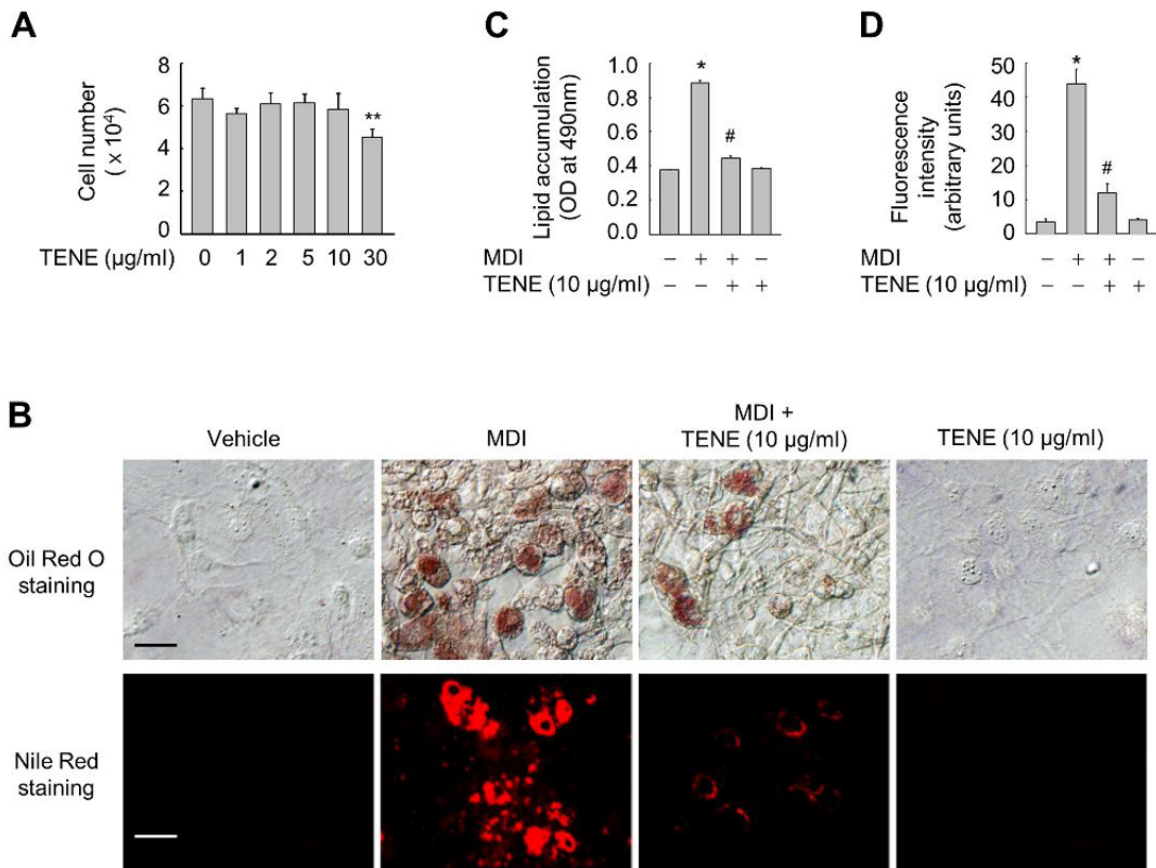 A
Cell number
( x 10⁴)
8
6
4
2
0
**
TENE (µg/ml) 0 1 2 5 10 30
C
Lipid accumulation
(OD at 490nm)
1.0
0.8
0.6
0.4
0.2
0.0
*
#
MDI − + + −
TENE (10 µg/ml) − − + +
D
Fluorescence
intensity
(arbitrary units)
50
40
30
20
10
0
*
#
MDI − + + −
TENE (10 µg/ml) − − + +
B
Vehicle
MDI
MDI +
TENE (10 µg/ml)
TENE (10 µg/ml)
Oil Red O
staining
Nile Red
staining